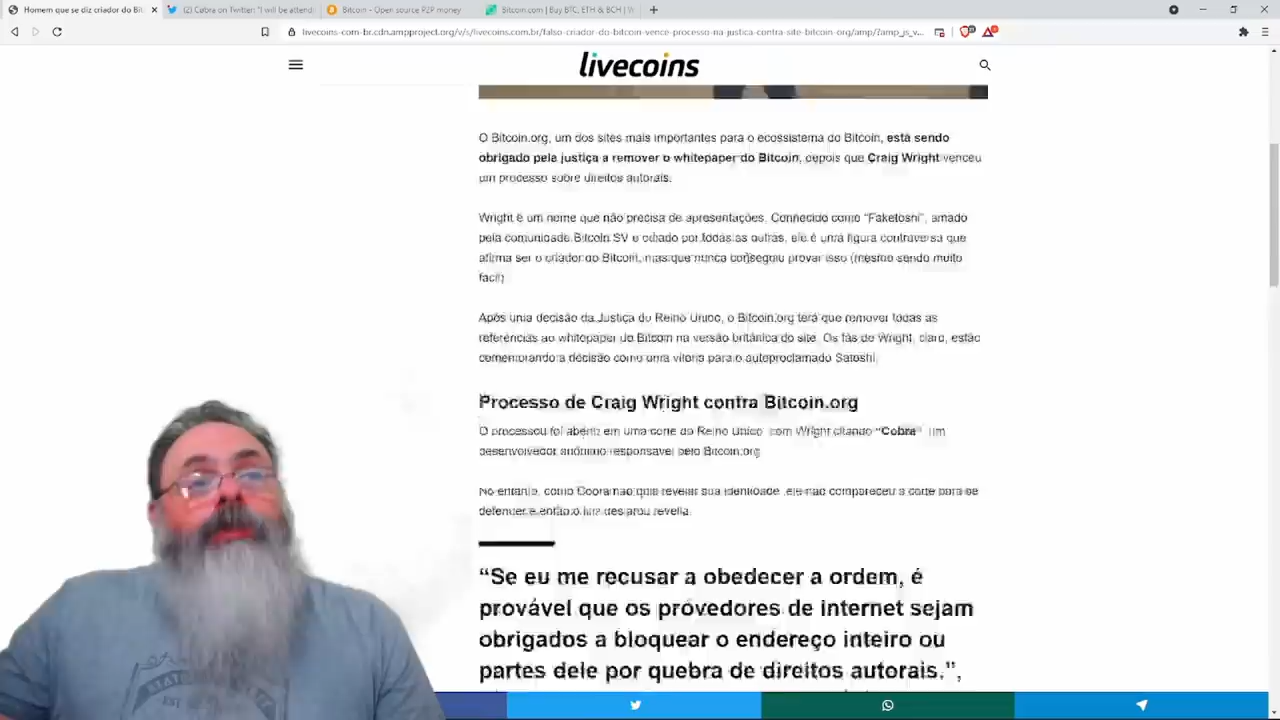 Homem que se diz criador do Bit
(2) Cobra on Twitter: "I will be attend
Bitcoin - Open source P2P money
Bitcoin.com | Buy BTC, ETH & BCH | W
livecoins-com-br.cdn.ampproject.org/v/s/livecoins.com.br/falso-criador-do-bitcoin-vence-processo-na-justica-contra-site-bitcoin-org/amp/?amp_js_v...
livecoins
O Bitcoin.org, um dos sites mais importantes para o ecossistema do Bitcoin, está sendo
obrigado pela justiça a remover o whitepaper do Bitcoin, depois que Craig Wright venceu
um processo sobre direitos autorais.
Wright é um nome que não precisa de apresentações. Conhecido como "Faketoshi", amado
pela comunidade Bitcoin SV e odiado por todas as outras, ele é uma figura controversa que
afirma ser o criador do Bitcoin, mas que nunca conseguiu provar isso (mesmo sendo muito
fácil)
Após uma decisão da Justiça do Reino Unido, o Bitcoin.org terá que remover todas as
referências ao whitepaper do Bitcoin na versão britânica do site. Os fãs de Wright, claro, estão
comemorando a decisão como uma vitória para o autoproclamado Satoshi.
Processo de Craig Wright contra Bitcoin.org
O processou foi aberto em uma corte do Reino Unido com Wright citando "Cobra" um
desenvolvedor anônimo responsável pelo Bitcoin.org
No entanto, como Cobra não quis revelar sua identidade, ele não compareceu a corte para se
defender e então o
"Se eu me recusar a obedecer a ordem, é
provável que os provedores de internet sejam
obrigados a bloquear o endereço inteiro ou
partes dele por quebra de direitos autorais.",